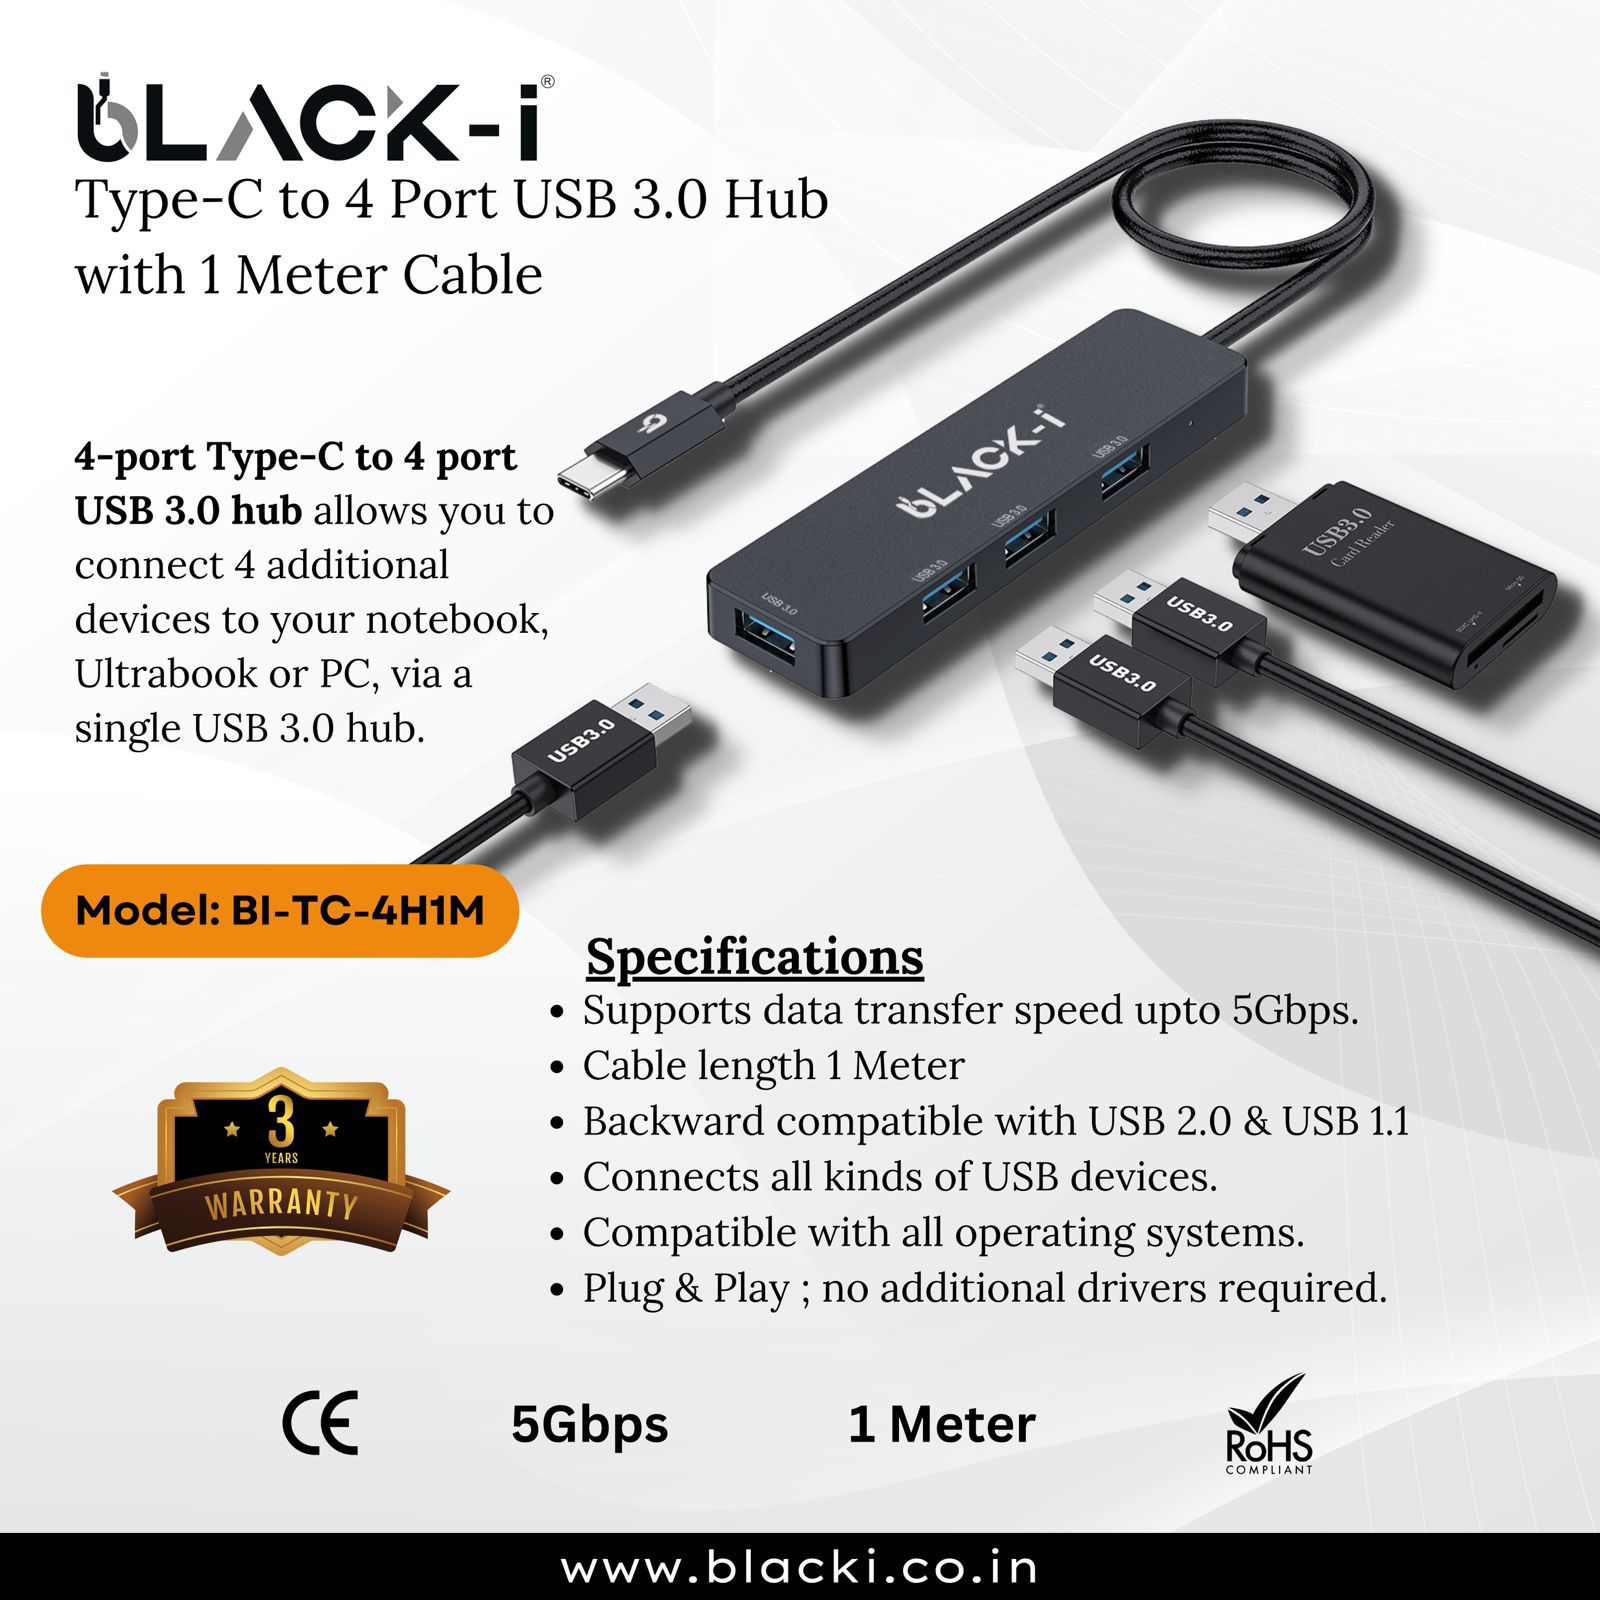 bLACK-i®
Type-C to 4 Port USB 3.0 Hub
with 1 Meter Cable
4-port Type-C to 4 port
USB 3.0 hub allows you to
connect 4 additional
devices to your notebook,
Ultrabook or PC, via a
single USB 3.0 hub.
bLACK-i
USB 3.0
USB 3.0
USB 3.0
USB 3.0
USB3.0
Card Reader
Micro SD
USB3.0
USB3.0
USB3.0
Model: BI-TC-4H1M
Specifications
• Supports data transfer speed upto 5Gbps.
• Cable length 1 Meter
• Backward compatible with USB 2.0 & USB 1.1
• Connects all kinds of USB devices.
• Compatible with all operating systems.
• Plug & Play ; no additional drivers required.
3
YEARS
WARRANTY
CE
5Gbps
1 Meter
RoHS
COMPLIANT
www.blacki.co.in